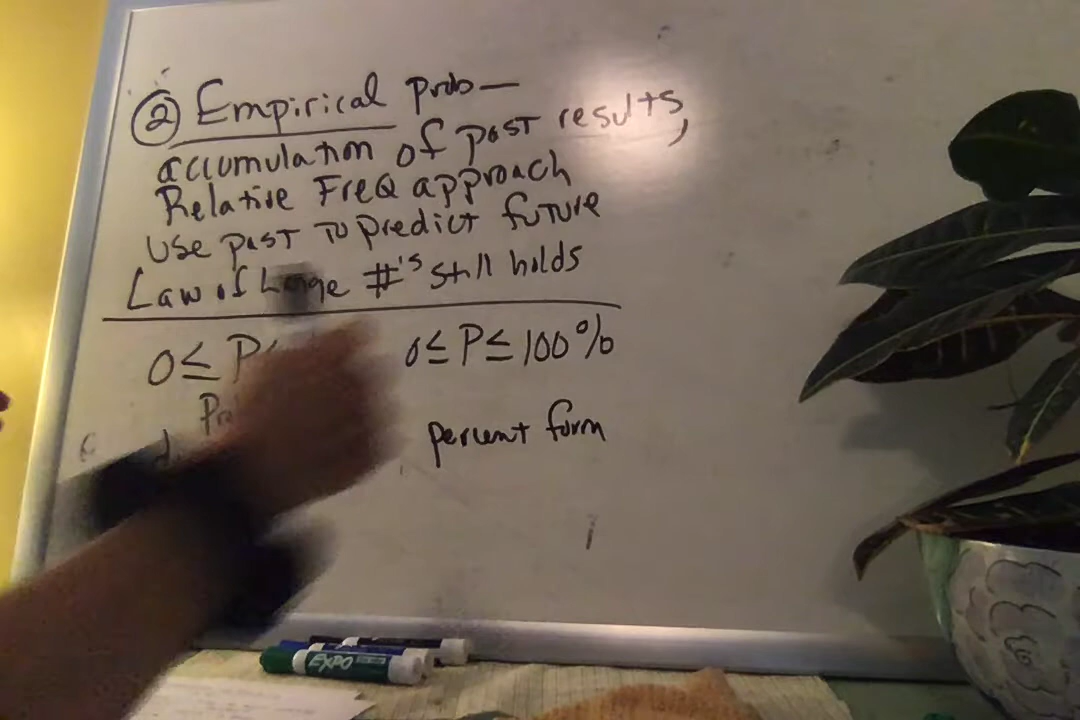 ② Empirical prob—
accumulation of past results,
Relative FreQ approach
Use past to predict future
Law of Large #'s still holds
0≤ P≤ 0≤ P≤ 100%
percent form
EXPO